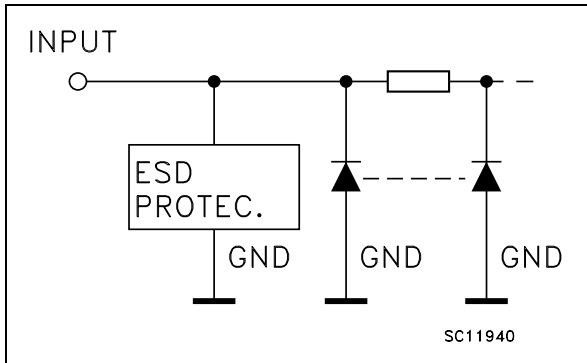 INPUT
ESD
PROTEC.
GND
GND
GND
SC11940